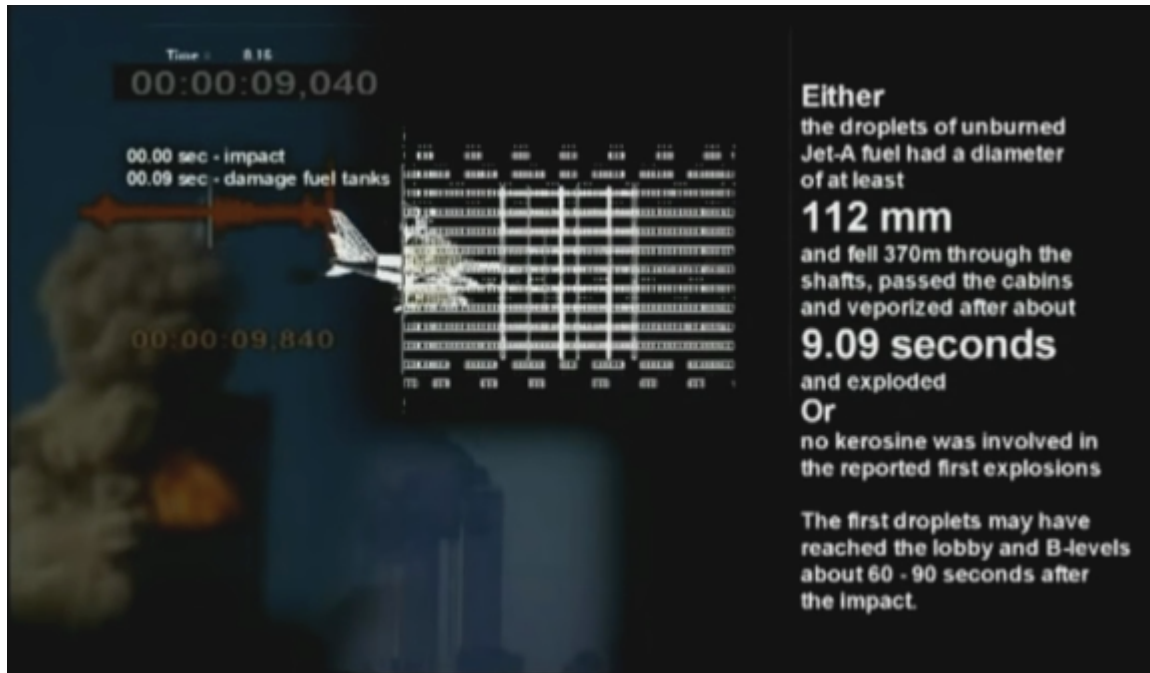 Time : 8.16
00:00:09,040
00.00 sec - impact
00.09 sec - damage fuel tanks
00:00:09,840
Either
the droplets of unburned
Jet-A fuel had a diameter
of at least
112 mm
and fell 370m through the
shafts, passed the cabins
and veporized after about
9.09 seconds
and exploded
Or
no kerosine was involved in
the reported first explosions
The first droplets may have
reached the lobby and B-levels
about 60 - 90 seconds after
the impact.